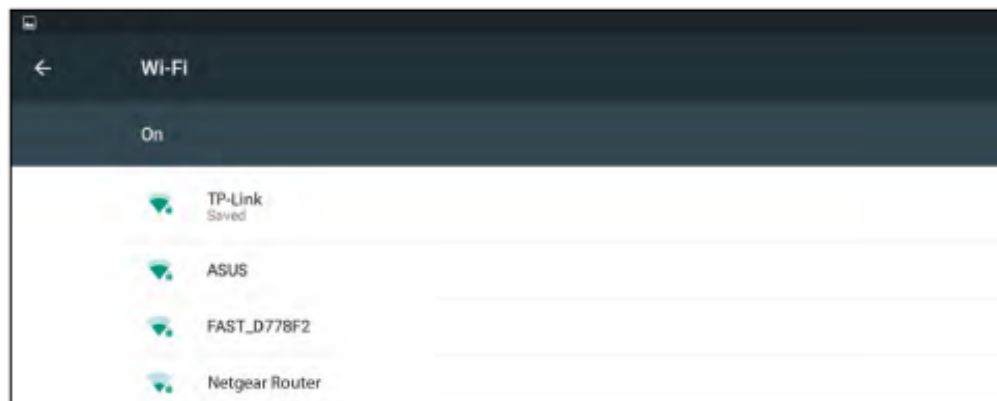 Wi-Fi
On
TP-Link
Saved
ASUS
FAST_D778F2
Netgear Router